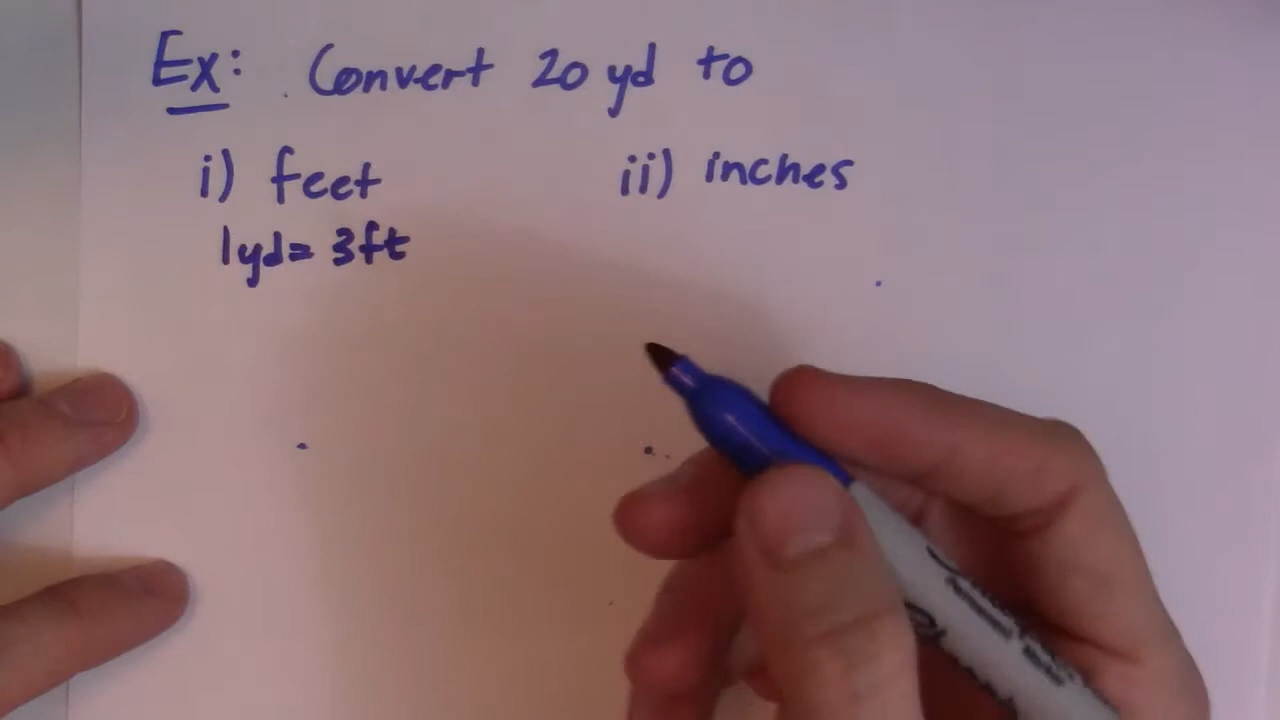 Ex: Convert 20 yd to
i) feet ii) inches
1yd= 3ft